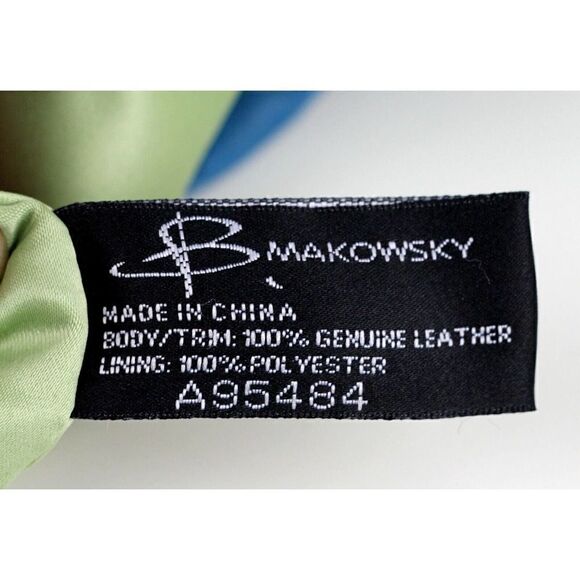 B. MAKOWSKY
MADE IN CHINA
BODY/TRIM: 100% GENUINE LEATHER
LINING: 100% POLYESTER
A95484